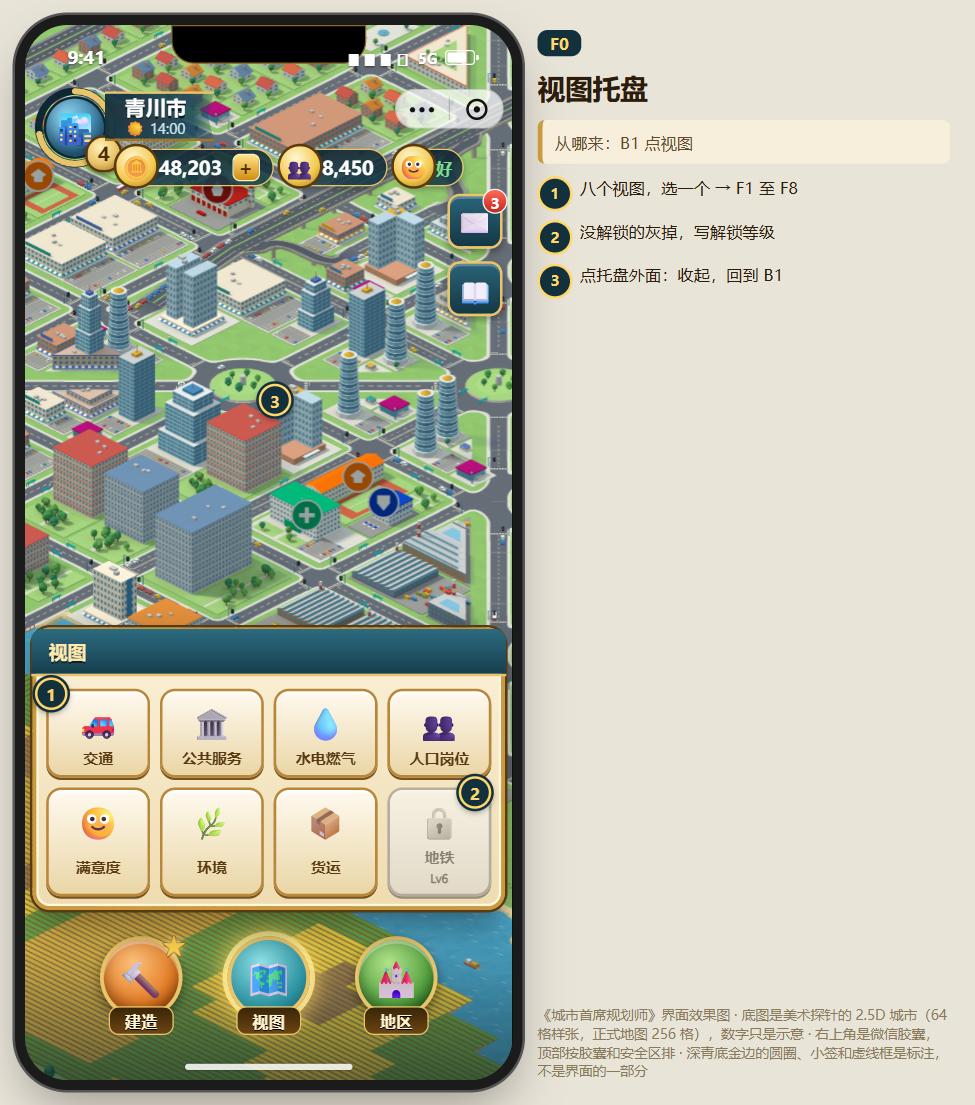 9:41
5G
青川市
14:00
4
48,203 +
8,450
好
3
3
视图
1
交通
公共服务
水电燃气
人口岗位
2
满意度
环境
货运
地铁
Lv6
建造
视图
地区
F0
视图托盘
从哪来：B1 点视图
1 八个视图，选一个 → F1 至 F8
2 没解锁的灰掉，写解锁等级
3 点托盘外面：收起，回到 B1
《城市首席规划师》界面效果图 · 底图是美术探针的 2.5D 城市（64
格样张，正式地图 256 格），数字只是示意 · 右上角是微信胶囊，
顶部按胶囊和安全区排 · 深青底金边的圆圈、小签和虚线框是标注，
不是界面的一部分